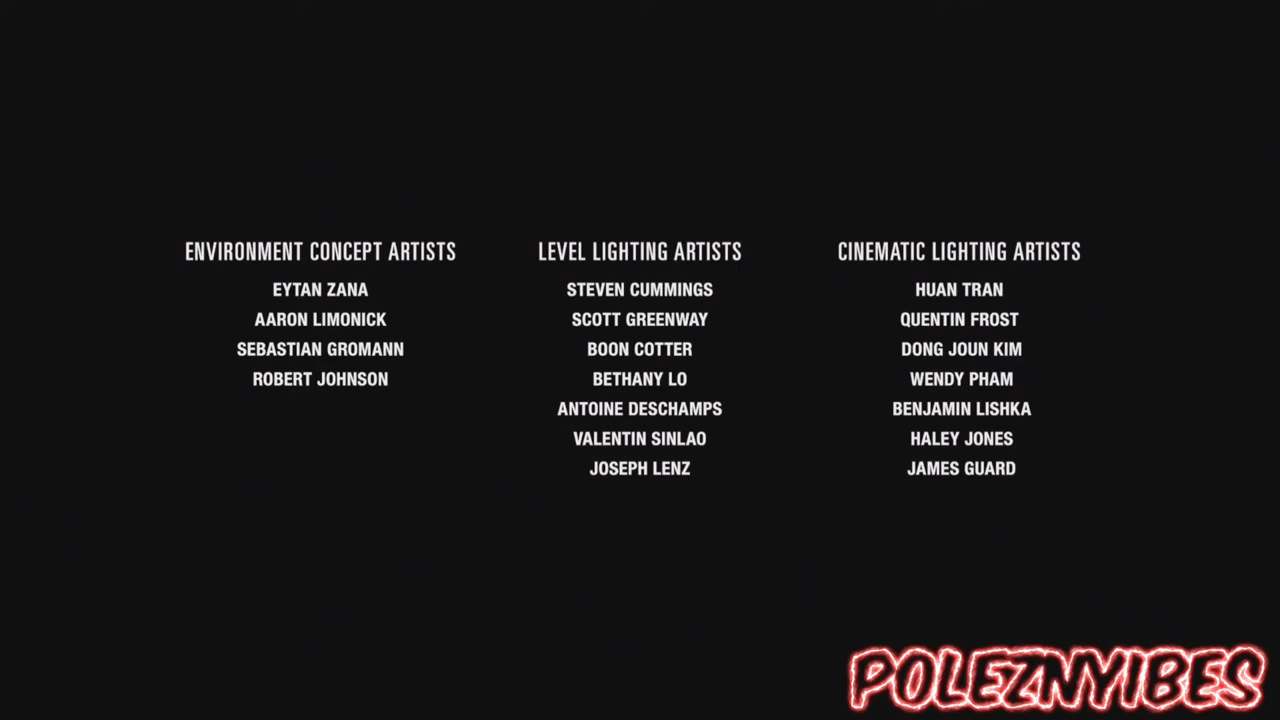 ENVIRONMENT CONCEPT ARTISTS
EYTAN ZANA
AARON LIMONICK
SEBASTIAN GROMANN
ROBERT JOHNSON
LEVEL LIGHTING ARTISTS
STEVEN CUMMINGS
SCOTT GREENWAY
BOON COTTER
BETHANY LO
ANTOINE DESCHAMPS
VALENTIN SINLAO
JOSEPH LENZ
CINEMATIC LIGHTING ARTISTS
HUAN TRAN
QUENTIN FROST
DONG JOUN KIM
WENDY PHAM
BENJAMIN LISHKA
HALEY JONES
JAMES GUARD
POLEZNYIBES